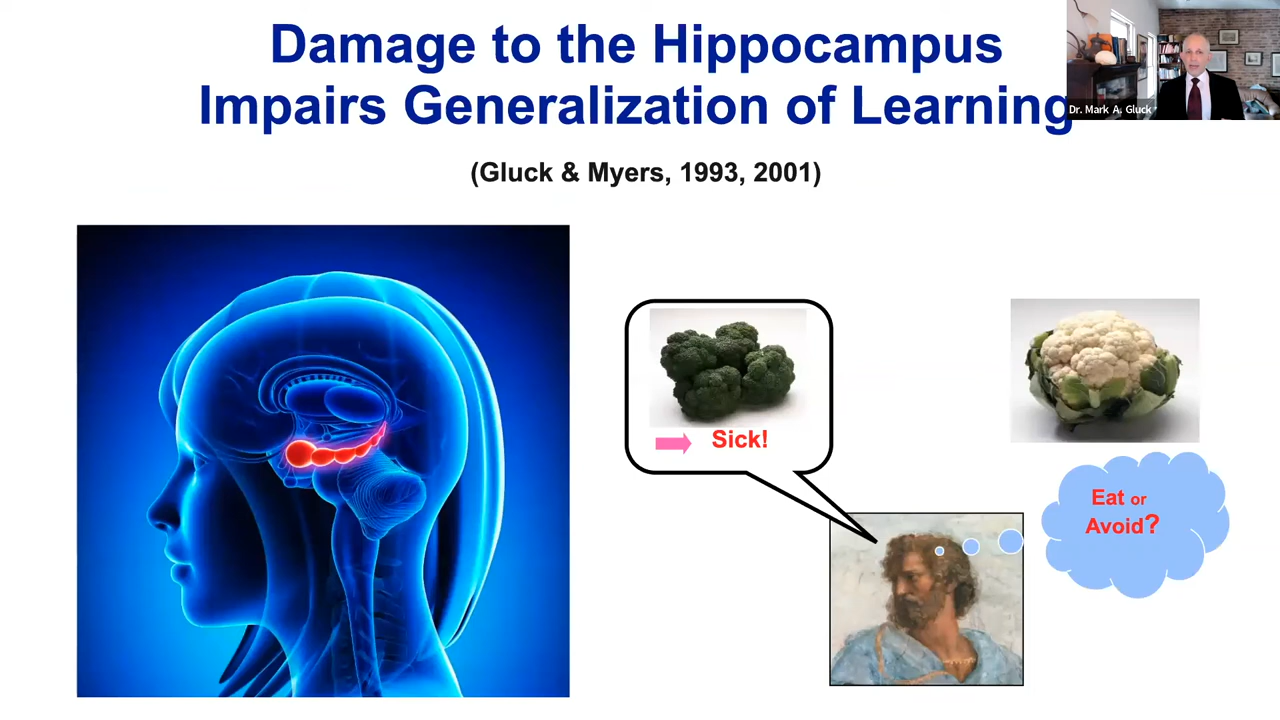 Damage to the Hippocampus
Impairs Generalization of Learning
Dr. Mark A. Gluck
(Gluck & Myers, 1993, 2001)
Sick!
Eat or
Avoid?